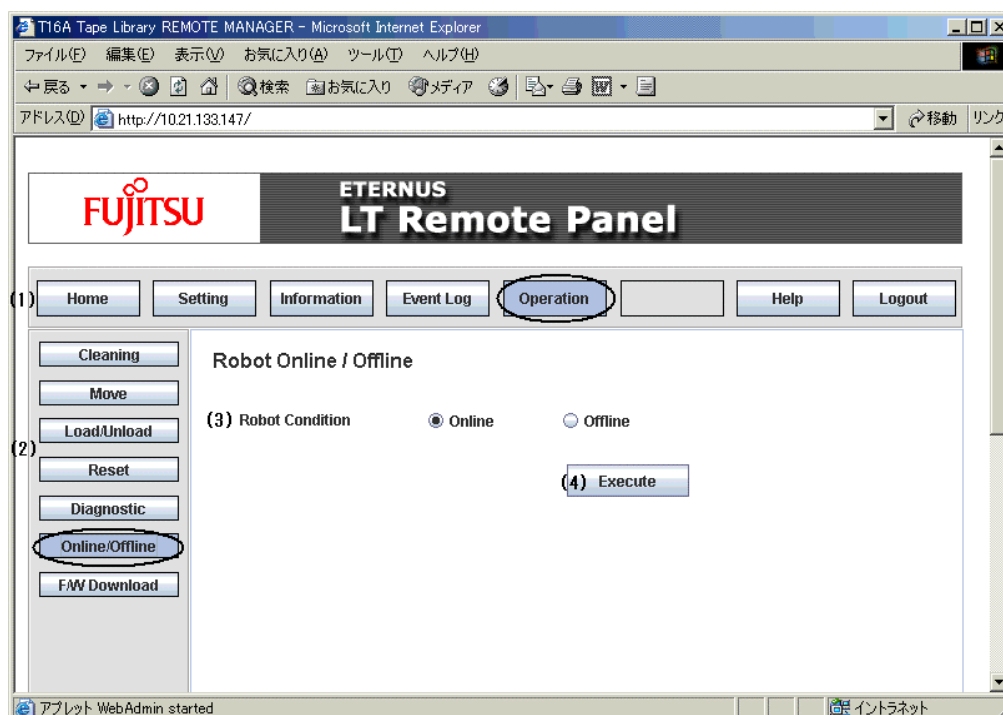 T16A Tape Library REMOTE MANAGER - Microsoft Internet Explorer
ファイル(F) 編集(E) 表示(V) お気に入り(A) ツール(T) ヘルプ(H)
戻る 検索 お気に入り メディア
アドレス(D) http://10.21.133.147/ 移動 リンク
FUJITSU
ETERNUS
LT Remote Panel
(1) Home Setting Information Event Log Operation Help Logout
Cleaning
Robot Online / Offline
Move
(3) Robot Condition Online Offline
Load/Unload
(2)
Reset
(4) Execute
Diagnostic
Online/Offline
F/W Download
アプレット WebAdmin started イントラネット